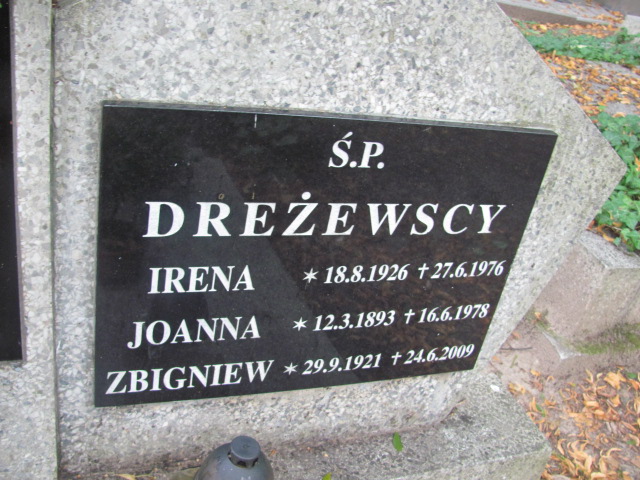 Ś.P.
DREŻEWSCY
IRENA * 18.8.1926 † 27.6.1976
JOANNA * 12.3.1893 † 16.6.1978
ZBIGNIEW * 29.9.1921 † 24.6.2009